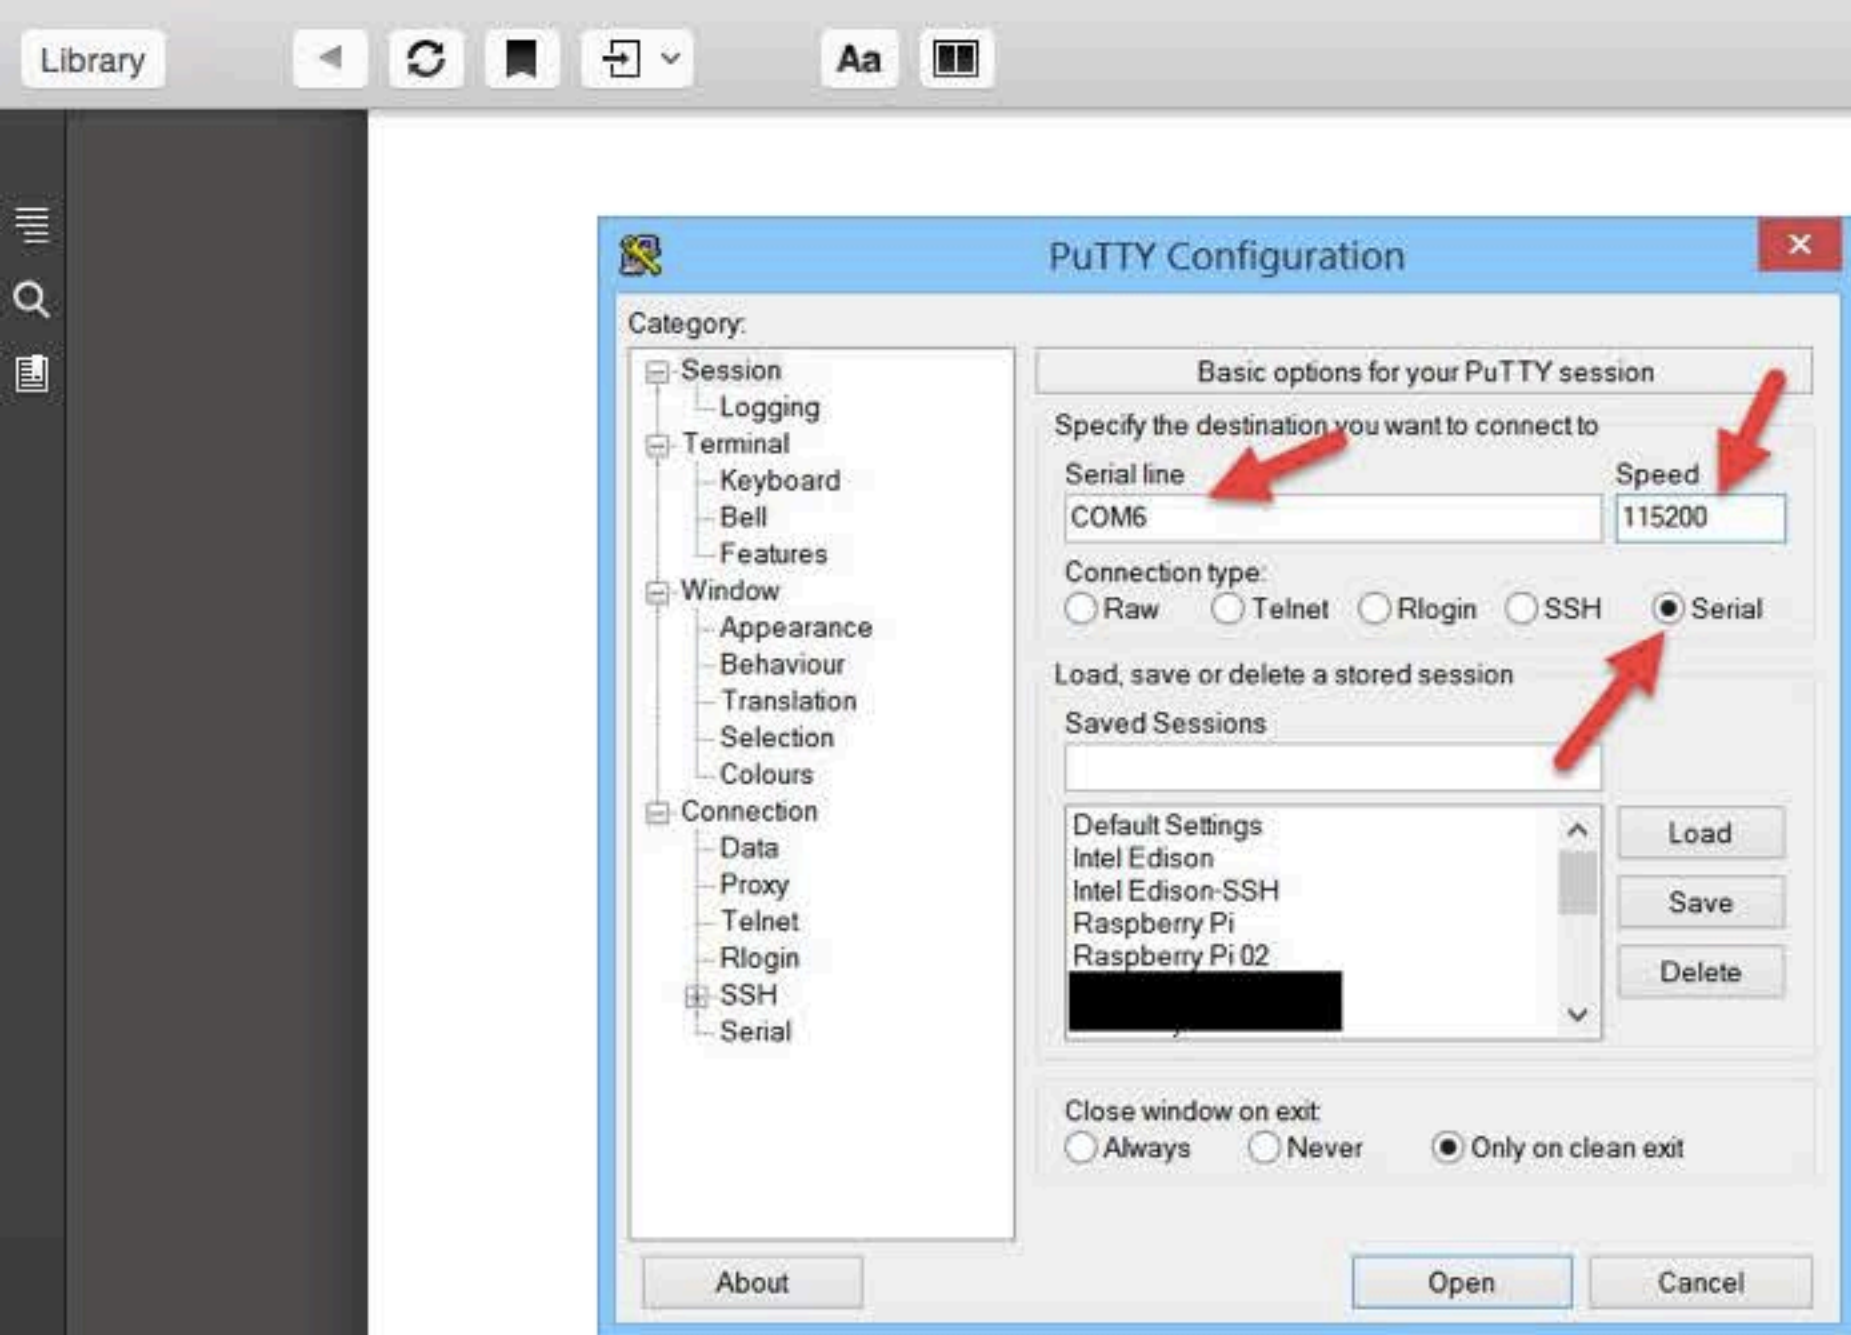 Library
Aa
PuTTY Configuration
Category:
Session
Logging
Terminal
Keyboard
Bell
Features
Window
Appearance
Behaviour
Translation
Selection
Colours
Connection
Data
Proxy
Telnet
Rlogin
SSH
Serial
About
Basic options for your PuTTY session
Specify the destination you want to connect to
Serial line Speed
COM6 115200
Connection type:
Raw Telnet Rlogin SSH Serial
Load, save or delete a stored session
Saved Sessions
Default Settings
Intel Edison
Intel Edison-SSH
Raspberry Pi
Raspberry Pi 02
Load
Save
Delete
Close window on exit:
Always Never Only on clean exit
Open Cancel